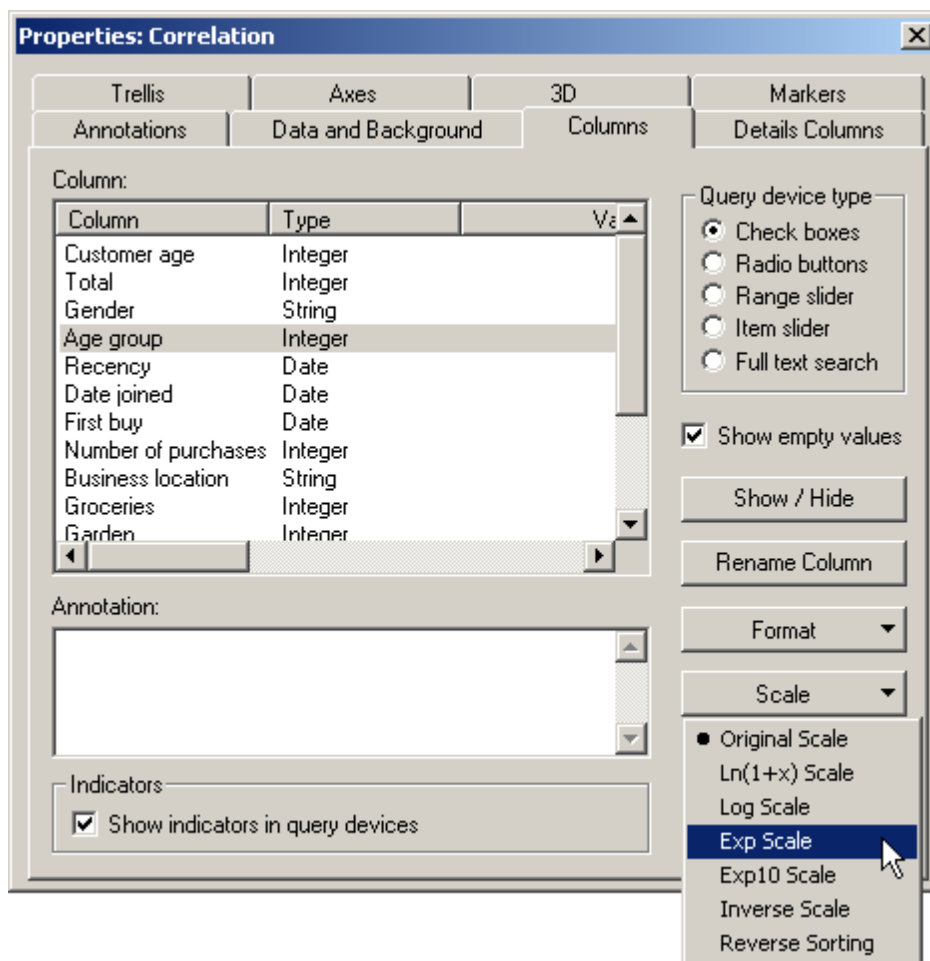 Properties: Correlation
Trellis Axes 3D Markers
Annotations Data and Background Columns Details Columns
Column:
Column Type
Customer age Integer
Total Integer
Gender String
Age group Integer
Recency Date
Date joined Date
First buy Date
Number of purchases Integer
Business location String
Groceries Integer
Garden Integer
Annotation:
Indicators
Show indicators in query devices
Query device type
Check boxes
Radio buttons
Range slider
Item slider
Full text search
Show empty values
Show / Hide
Rename Column
Format
Scale
Original Scale
Ln(1+x) Scale
Log Scale
Exp Scale
Exp10 Scale
Inverse Scale
Reverse Sorting